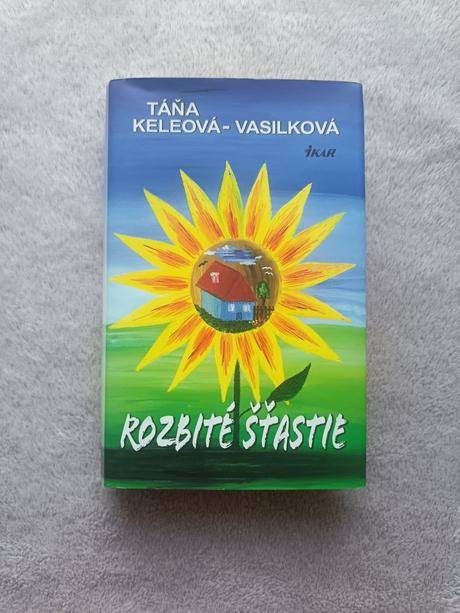 TÁŇA
KELEOVÁ- VASILKOVÁ
iKAR
ROZBITÉ ŠŤASTIE